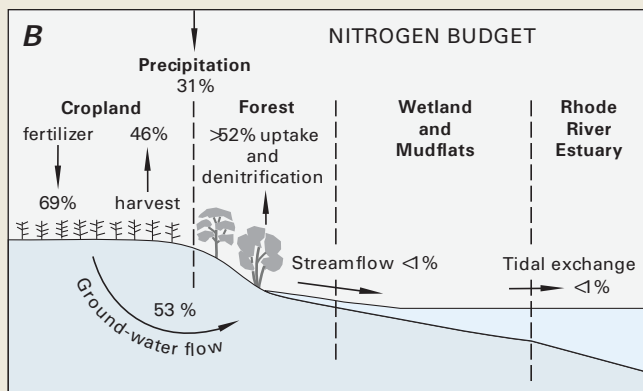 B
NITROGEN BUDGET
Precipitation
31%
Cropland
fertilizer
69%
46%
harvest
Forest
>52% uptake
and
denitrification
Wetland
and
Mudflats
Rhode
River
Estuary
Streamflow <1%
Tidal exchange
<1%
53 %
Ground-water flow